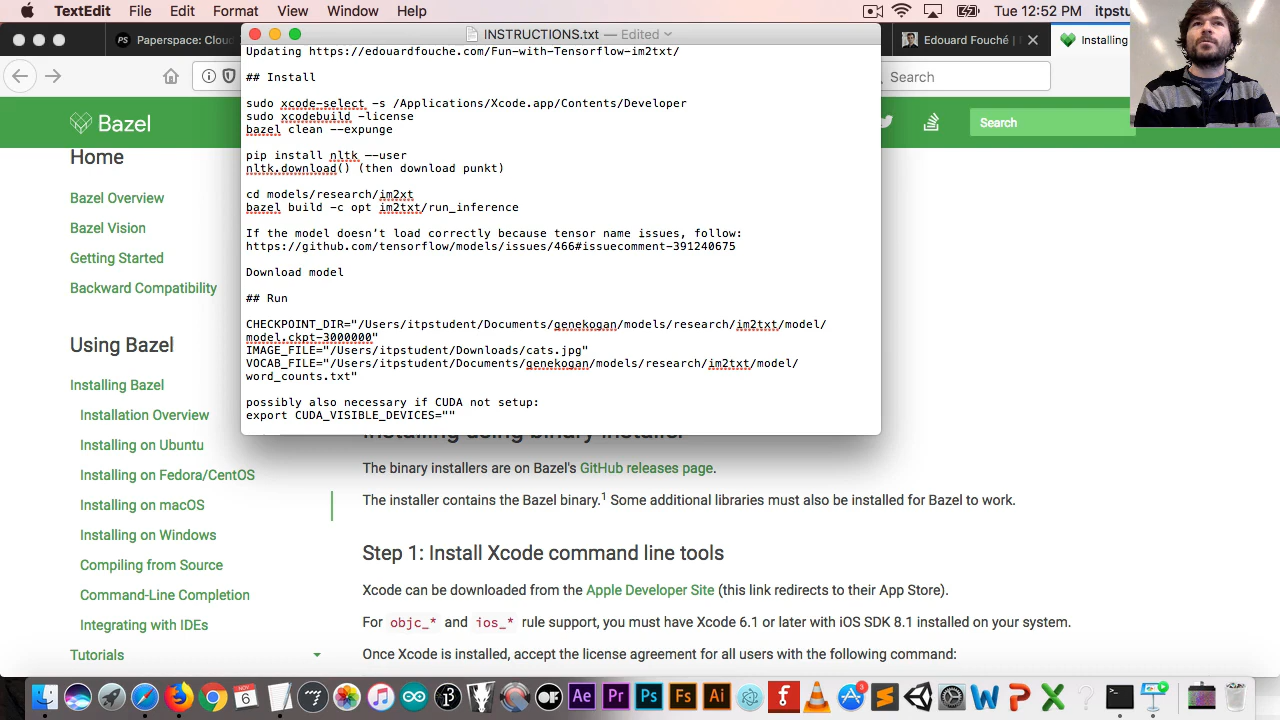 TextEdit File Edit Format View Window Help Tue 12:52 PM itpstu
Paperspace: Cloud
INSTRUCTIONS.txt — Edited
Edouard Fouché |
Installing
Search
Updating https://edouardfouche.com/Fun-with-Tensorflow-im2txt/
## Install
sudo xcode-select -s /Applications/Xcode.app/Contents/Developer
sudo xcodebuild -license
bazel clean --expunge
pip install nltk --user
nltk.download() (then download punkt)
cd models/research/im2xt
bazel build -c opt im2txt/run_inference
If the model doesn't load correctly because tensor name issues, follow:
https://github.com/tensorflow/models/issues/466#issuecomment-391240675
Download model
## Run
CHECKPOINT_DIR="/Users/itpstudent/Documents/genekogan/models/research/im2txt/model/
model.ckpt-3000000"
IMAGE_FILE="/Users/itpstudent/Downloads/cats.jpg"
VOCAB_FILE="/Users/itpstudent/Documents/genekogan/models/research/im2txt/model/
word_counts.txt"
possibly also necessary if CUDA not setup:
export CUDA_VISIBLE_DEVICES=""
Bazel
Search
Home
Bazel Overview
Bazel Vision
Getting Started
Backward Compatibility
Using Bazel
Installing Bazel
Installation Overview
Installing on Ubuntu
Installing on Fedora/CentOS
Installing on macOS
Installing on Windows
Compiling from Source
Command-Line Completion
Integrating with IDEs
Tutorials
Installing using binary installer
The binary installers are on Bazel's GitHub releases page.
The installer contains the Bazel binary.1 Some additional libraries must also be installed for Bazel to work.
Step 1: Install Xcode command line tools
Xcode can be downloaded from the Apple Developer Site (this link redirects to their App Store).
For objc_* and ios_* rule support, you must have Xcode 6.1 or later with iOS SDK 8.1 installed on your system.
Once Xcode is installed, accept the license agreement for all users with the following command: